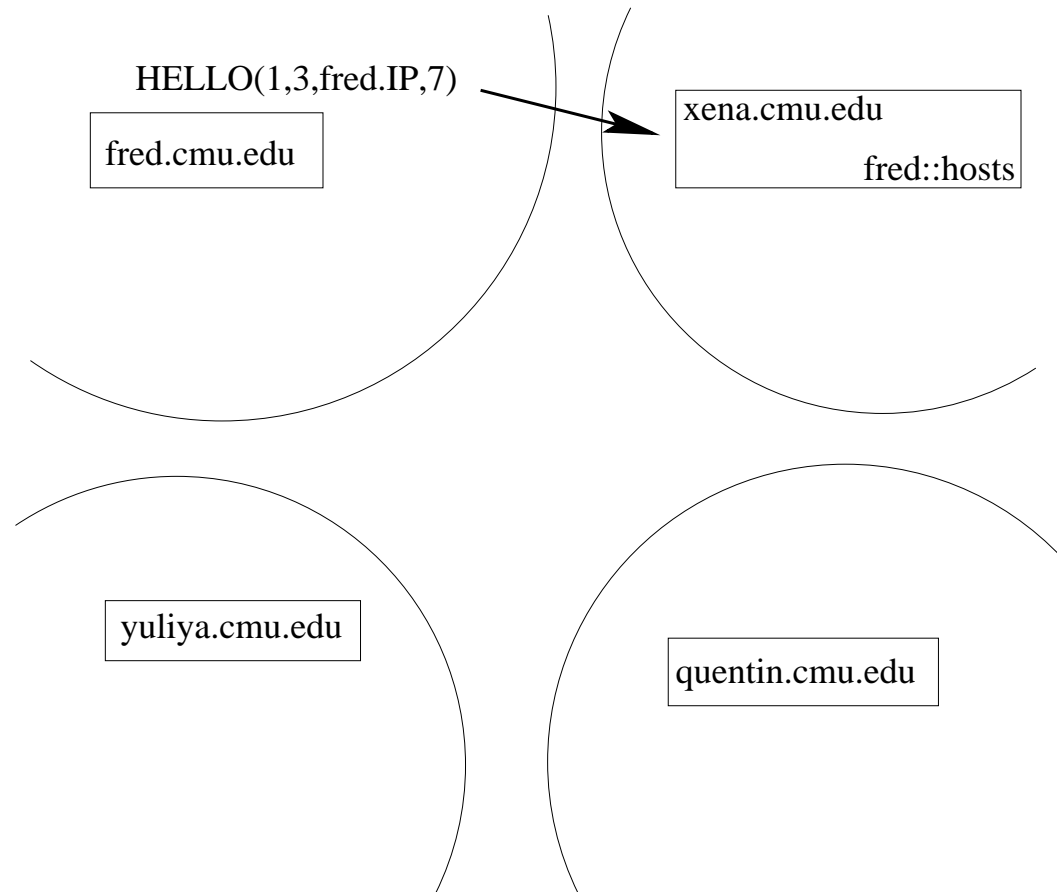 HELLO(1,3,fred.IP,7)
fred.cmu.edu
xena.cmu.edu
fred::hosts
yuliya.cmu.edu
quentin.cmu.edu